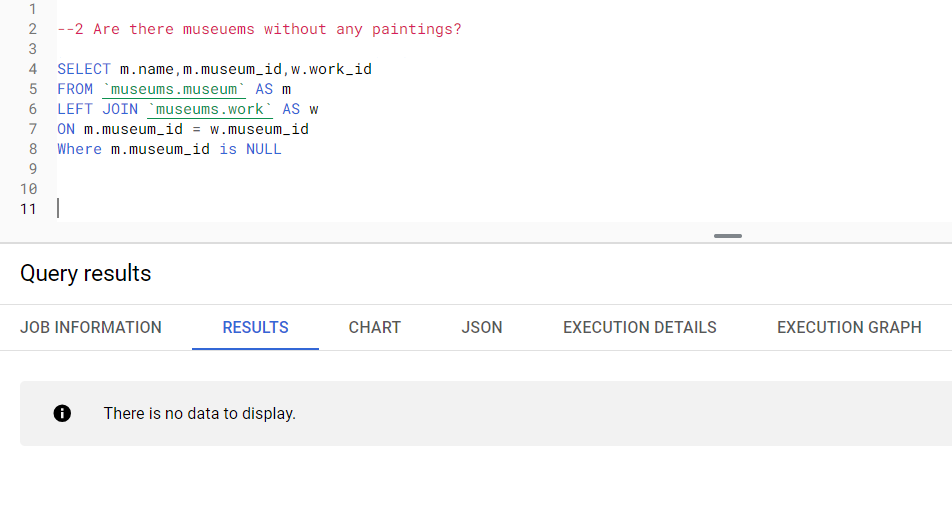 1
2 --2 Are there museuems without any paintings?
3
4 SELECT m.name,m.museum_id,w.work_id
5 FROM `museums.museum` AS m
6 LEFT JOIN `museums.work` AS w
7 ON m.museum_id = w.museum_id
8 Where m.museum_id is NULL
9
10
11
Query results
JOB INFORMATION RESULTS CHART JSON EXECUTION DETAILS EXECUTION GRAPH
There is no data to display.